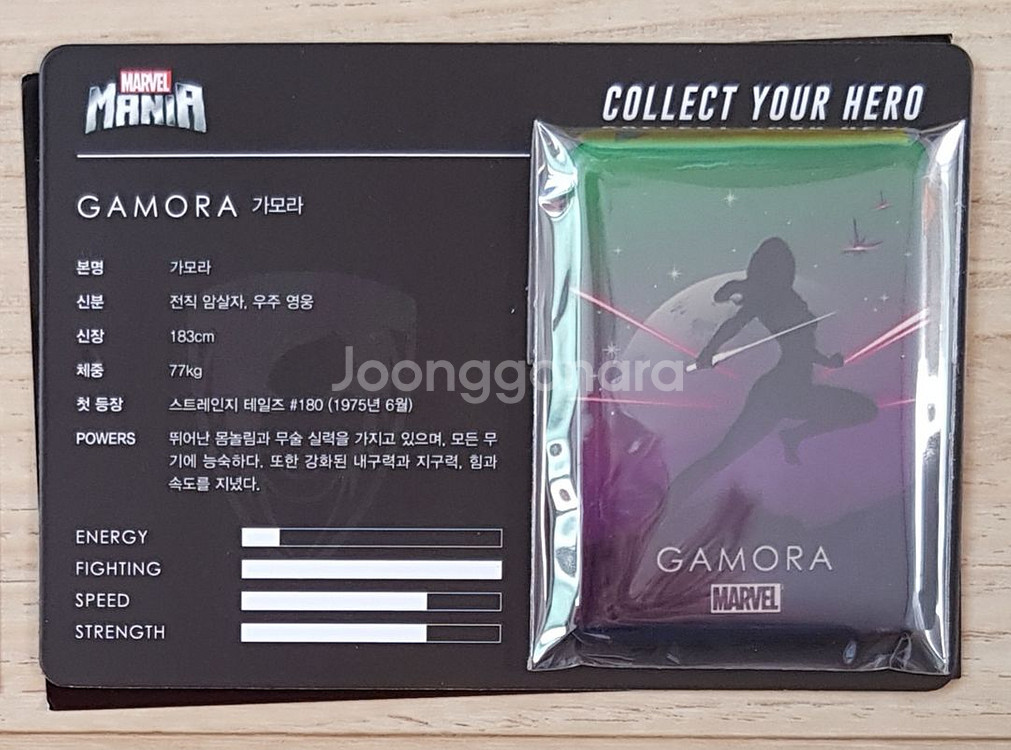 MARVEL
MANIA
COLLECT YOUR HERO
GAMORA 가모라
본명 가모라
신분 전직 암살자, 우주 영웅
신장 183cm
체중 77kg
첫 등장 스트레인지 테일즈 #180 (1975년 6월)
POWERS 뛰어난 몸놀림과 무술 실력을 가지고 있으며, 모든 무
기에 능숙하다. 또한 강화된 내구력과 지구력, 힘과
속도를 지녔다.
ENERGY
FIGHTING
SPEED
STRENGTH
GAMORA
MARVEL
Joonggonara